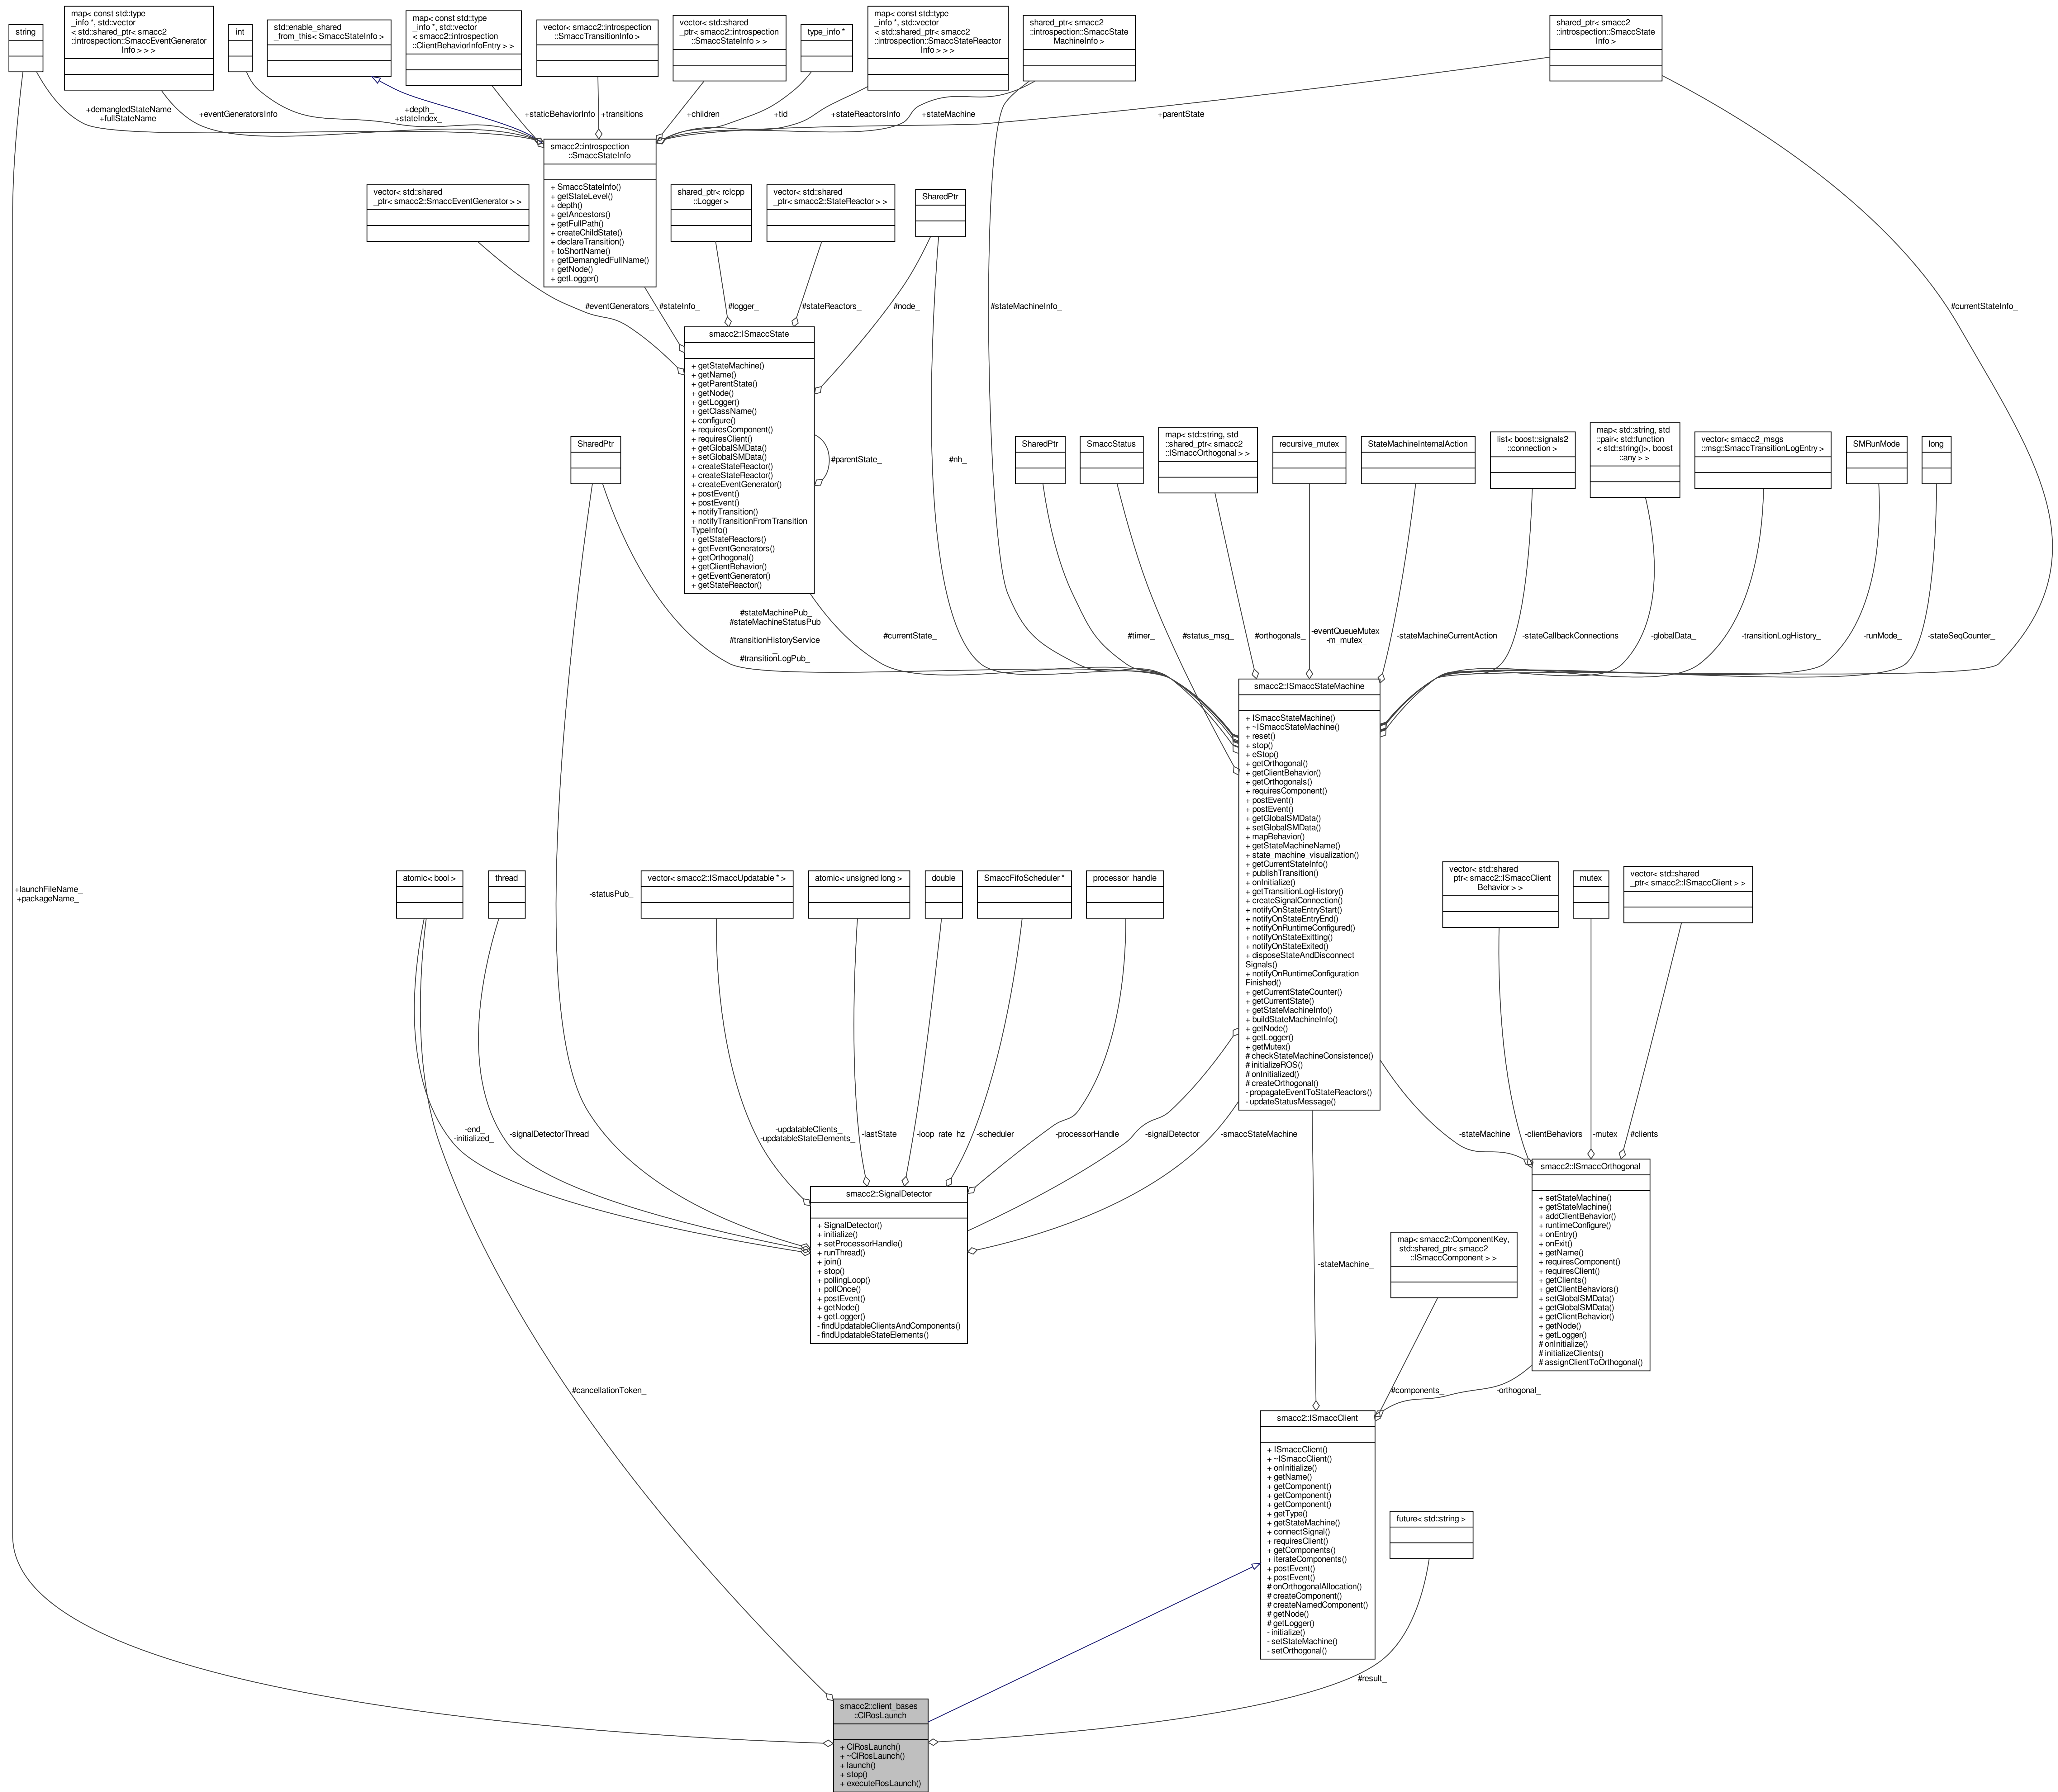 string
map< const std::type
_info *, std::vector
< std::shared_ptr< smacc2
::introspection::SmaccEventGenerator
Info > > >
int
std::enable_shared
_from_this< SmaccStateInfo >
map< const std::type
_info *, std::vector
< smacc2::introspection
::ClientBehaviorInfoEntry > >
vector< smacc2::introspection
::SmaccTransitionInfo >
vector< std::shared
_ptr< smacc2::introspection
::SmaccStateInfo > >
type_info *
map< const std::type
_info *, std::vector
< std::shared_ptr< smacc2
::introspection::SmaccStateReactor
Info > > >
shared_ptr< smacc2
::introspection::SmaccState
MachineInfo >
shared_ptr< smacc2
::introspection::SmaccState
Info >
+demangledStateName
+fullStateName
+eventGeneratorsInfo
+depth_
+stateIndex_
+staticBehaviorInfo
+transitions_
+children_
+tid_
+stateReactorsInfo
+stateMachine_
+parentState_
smacc2::introspection
::SmaccStateInfo
+ SmaccStateInfo()
+ getStateLevel()
+ depth()
+ getAncestors()
+ getFullPath()
+ createChildState()
+ declareTransition()
+ toShortName()
+ getDemangledFullName()
+ getNode()
+ getLogger()
vector< std::shared
_ptr< smacc2::SmaccEventGenerator > >
shared_ptr< rclcpp
::Logger >
vector< std::shared
_ptr< smacc2::StateReactor > >
SharedPtr
#eventGenerators_
#stateInfo_
#logger_
#stateReactors_
#node_
#stateMachineInfo_
#currentStateInfo_
smacc2::ISmaccState
+ getStateMachine()
+ getName()
+ getParentState()
+ getNode()
+ getLogger()
+ getClassName()
+ configure()
+ requiresComponent()
+ requiresClient()
+ getGlobalSMData()
+ setGlobalSMData()
+ createStateReactor()
+ createStateReactor()
+ createEventGenerator()
+ postEvent()
+ postEvent()
+ notifyTransition()
+ notifyTransitionFromTransition
TypeInfo()
+ getStateReactors()
+ getEventGenerators()
+ getOrthogonal()
+ getClientBehavior()
+ getEventGenerator()
+ getStateReactor()
#parentState_
#nh_
SharedPtr
SharedPtr
SmaccStatus
map< std::string, std
::shared_ptr< smacc2
::ISmaccOrthogonal > >
recursive_mutex
StateMachineInternalAction
list< boost::signals2
::connection >
map< std::string, std
::pair< std::function
< std::string()>, boost
::any > >
vector< smacc2_msgs
::msg::SmaccTransitionLogEntry >
SMRunMode
long
#stateMachinePub_
#stateMachineStatusPub
_
#transitionHistoryService
_
#transitionLogPub_
#currentState_
#timer_
#status_msg_
#orthogonals_
-eventQueueMutex_
-m_mutex_
-stateMachineCurrentAction
-stateCallbackConnections
-globalData_
-transitionLogHistory_
-runMode_
-stateSeqCounter_
smacc2::ISmaccStateMachine
+ ISmaccStateMachine()
+ ~ISmaccStateMachine()
+ reset()
+ stop()
+ eStop()
+ getOrthogonal()
+ getClientBehavior()
+ getOrthogonals()
+ requiresComponent()
+ postEvent()
+ postEvent()
+ getGlobalSMData()
+ setGlobalSMData()
+ mapBehavior()
+ getStateMachineName()
+ state_machine_visualization()
+ getCurrentStateInfo()
+ publishTransition()
+ onInitialize()
+ getTransitionLogHistory()
+ createSignalConnection()
+ notifyOnStateEntryStart()
+ notifyOnStateEntryEnd()
+ notifyOnRuntimeConfigured()
+ notifyOnStateExitting()
+ notifyOnStateExited()
+ disposeStateAndDisconnect
Signals()
+ notifyOnRuntimeConfiguration
Finished()
+ getCurrentStateCounter()
+ getCurrentState()
+ getStateMachineInfo()
+ buildStateMachineInfo()
+ getNode()
+ getLogger()
+ getMutex()
# checkStateMachineConsistence()
# initializeROS()
# onInitialized()
# createOrthogonal()
- propagateEventToStateReactors()
- updateStatusMessage()
+launchFileName_
+packageName_
-statusPub_
atomic< bool >
thread
vector< smacc2::ISmaccUpdatable * >
atomic< unsigned long >
double
SmaccFifoScheduler *
processor_handle
vector< std::shared
_ptr< smacc2::ISmaccClient
Behavior > >
mutex
vector< std::shared
_ptr< smacc2::ISmaccClient > >
-end_
-initialized_
-signalDetectorThread_
-updatableClients_
-updatableStateElements_
-lastState_
-loop_rate_hz
-scheduler_
-processorHandle_
-signalDetector_
-smaccStateMachine_
-stateMachine_
-clientBehaviors_
-mutex_
#clients_
smacc2::SignalDetector
+ SignalDetector()
+ initialize()
+ setProcessorHandle()
+ runThread()
+ join()
+ stop()
+ pollingLoop()
+ pollOnce()
+ postEvent()
+ getNode()
+ getLogger()
- findUpdatableClientsAndComponents()
- findUpdatableStateElements()
smacc2::ISmaccOrthogonal
+ setStateMachine()
+ getStateMachine()
+ addClientBehavior()
+ runtimeConfigure()
+ onEntry()
+ onExit()
+ getName()
+ requiresComponent()
+ requiresClient()
+ getClients()
+ getClientBehaviors()
+ setGlobalSMData()
+ getGlobalSMData()
+ getClientBehavior()
+ getNode()
+ getLogger()
# onInitialize()
# initializeClients()
# assignClientToOrthogonal()
-stateMachine_
map< smacc2::ComponentKey,
std::shared_ptr< smacc2
::ISmaccComponent > >
#cancellationToken_
#components_
-orthogonal_
smacc2::ISmaccClient
+ ISmaccClient()
+ ~ISmaccClient()
+ onInitialize()
+ getName()
+ getComponent()
+ getComponent()
+ getComponent()
+ getType()
+ getStateMachine()
+ connectSignal()
+ requiresClient()
+ getComponents()
+ iterateComponents()
+ postEvent()
+ postEvent()
# onOrthogonalAllocation()
# createComponent()
# createNamedComponent()
# getNode()
# getLogger()
- initialize()
- setStateMachine()
- setOrthogonal()
future< std::string >
#result_
smacc2::client_bases
::ClRosLaunch
+ ClRosLaunch()
+ ~ClRosLaunch()
+ launch()
+ stop()
+ executeRosLaunch()